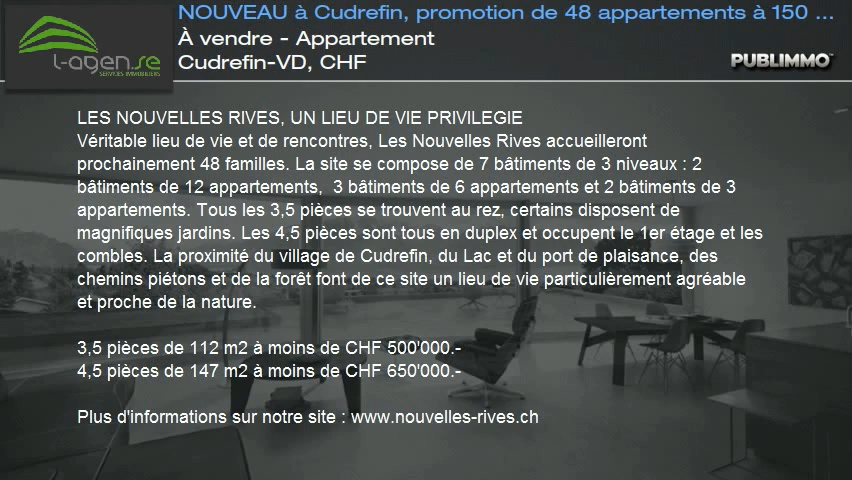 NOUVEAU à Cudrefin, promotion de 48 appartements à 150 ...
À vendre - Appartement
Cudrefin-VD, CHF
l-agen.se
SERVICES IMMOBILIERS
PUBLIMMO
LES NOUVELLES RIVES, UN LIEU DE VIE PRIVILEGIE
Véritable lieu de vie et de rencontres, Les Nouvelles Rives accueilleront
prochainement 48 familles. La site se compose de 7 bâtiments de 3 niveaux : 2
bâtiments de 12 appartements, 3 bâtiments de 6 appartements et 2 bâtiments de 3
appartements. Tous les 3,5 pièces se trouvent au rez, certains disposent de
magnifiques jardins. Les 4,5 pièces sont tous en duplex et occupent le 1er étage et les
combles. La proximité du village de Cudrefin, du Lac et du port de plaisance, des
chemins piétons et de la forêt font de ce site un lieu de vie particulièrement agréable
et proche de la nature.
3,5 pièces de 112 m2 à moins de CHF 500'000.-
4,5 pièces de 147 m2 à moins de CHF 650'000.-
Plus d'informations sur notre site : www.nouvelles-rives.ch